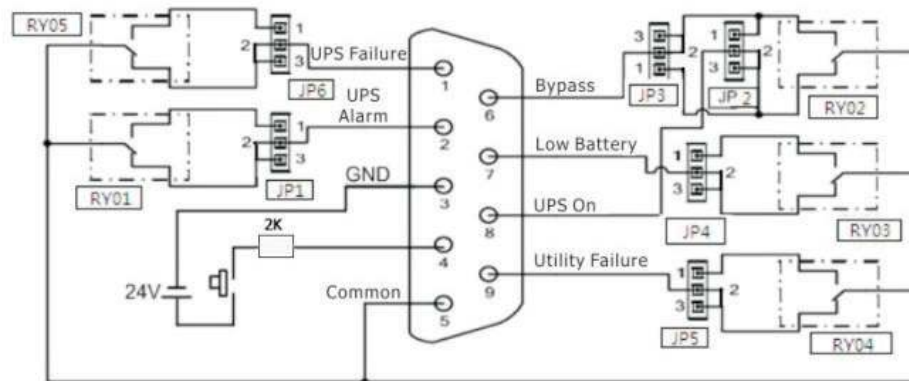 RY05
1
2
3
JP6
UPS Failure
1
UPS
Alarm
2
1
2
3
JP1
RY01
GND
3
2K
4
24V
Common
5
Bypass
6
3
2
1
JP3
1
2
3
JP 2
RY02
Low Battery
7
1
2
3
JP4
RY03
UPS On
8
Utility Failure
9
1
2
3
JP5
RY04